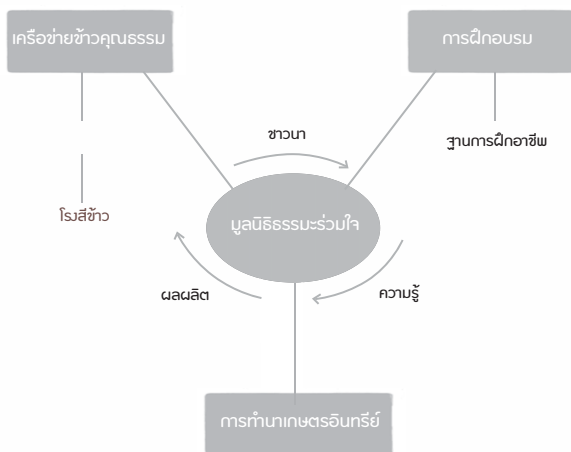 เครือข่ายข้าวคุณธรรม
การฝึกอบรม
ชาวนา
ฐานการฝึกอาชีพ
โรงสีข้าว
มูลนิธิธรรมะร่วมใจ
ผลผลิต
ความรู้
การทำนาเกษตรอินทรีย์